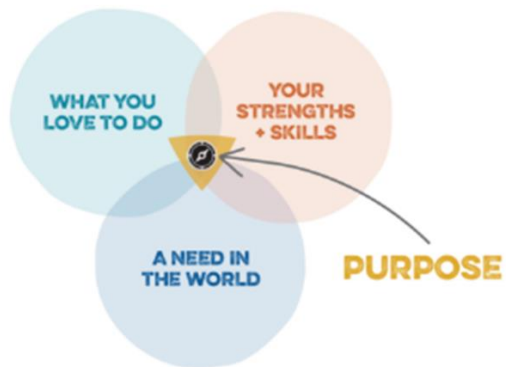 WHAT YOU
LOVE TO DO
YOUR
STRENGTHS
+ SKILLS
A NEED IN
THE WORLD
PURPOSE